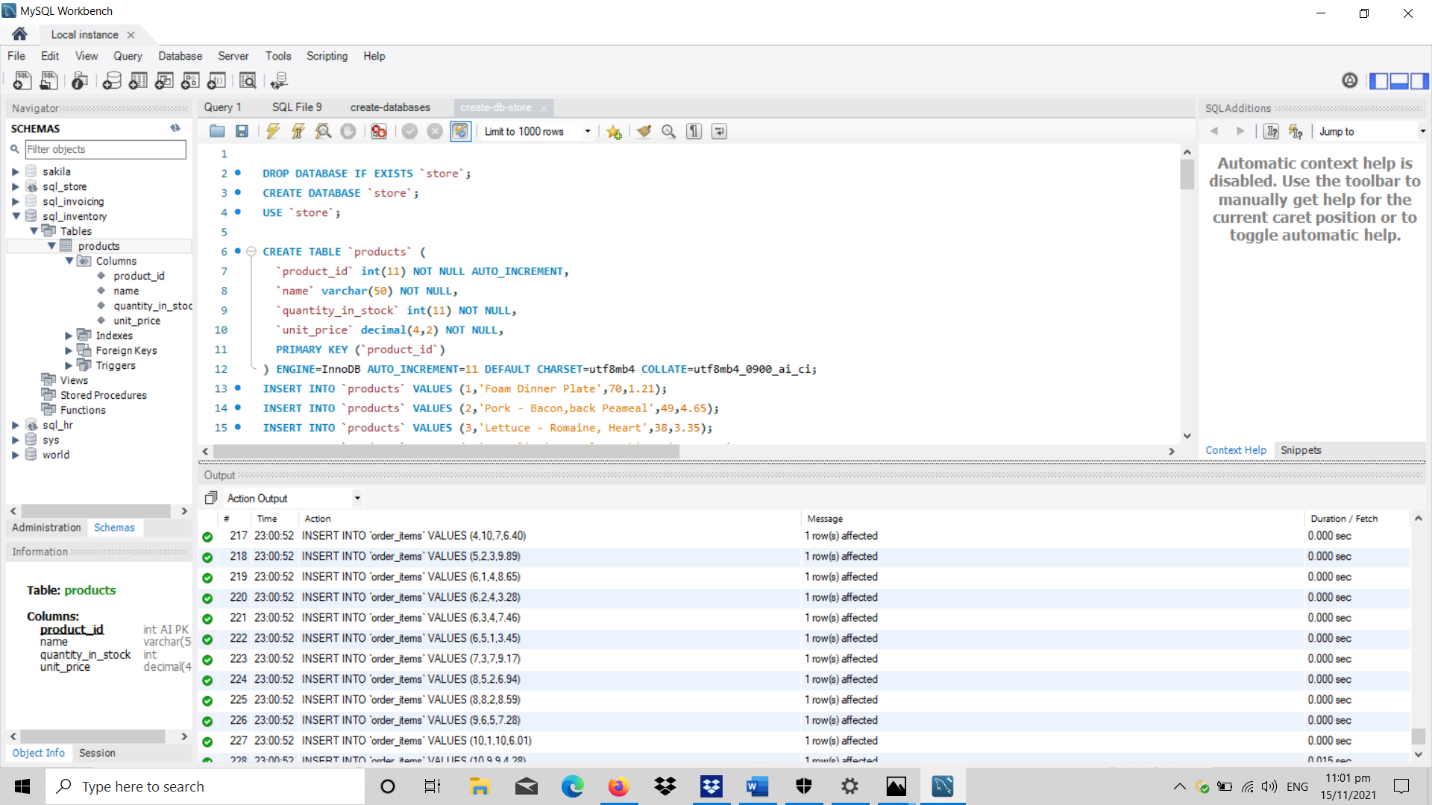 MySQL Workbench
Local instance
File Edit View Query Database Server Tools Scripting Help
Navigator
SCHEMAS
Filter objects
sakila
sql_store
sql_invoicing
sql_inventory
Tables
products
Columns
product_id
name
quantity_in_stoc
unit_price
Indexes
Foreign Keys
Triggers
Views
Stored Procedures
Functions
sql_hr
sys
world
Administration Schemas
Information
Table: products
Columns:
product_id int AI PK
name varchar(5
quantity_in_stock int
unit_price decimal(4
Object Info Session
Query 1 SQL File 9 create-databases create-db-store
Limit to 1000 rows
1
2 DROP DATABASE IF EXISTS `store`;
3 CREATE DATABASE `store`;
4 USE `store`;
5
6 CREATE TABLE `products` (
7 `product_id` int(11) NOT NULL AUTO_INCREMENT,
8 `name` varchar(50) NOT NULL,
9 `quantity_in_stock` int(11) NOT NULL,
10 `unit_price` decimal(4,2) NOT NULL,
11 PRIMARY KEY (`product_id`)
12 ) ENGINE=InnoDB AUTO_INCREMENT=11 DEFAULT CHARSET=utf8mb4 COLLATE=utf8mb4_0900_ai_ci;
13 INSERT INTO `products` VALUES (1,'Foam Dinner Plate',70,1.21);
14 INSERT INTO `products` VALUES (2,'Pork - Bacon,back Peameal',49,4.65);
15 INSERT INTO `products` VALUES (3,'Lettuce - Romaine, Heart',38,3.35);
SQLAdditions
Jump to
Automatic context help is
disabled. Use the toolbar to
manually get help for the
current caret position or to
toggle automatic help.
Context Help Snippets
Output
Action Output
# Time Action Message Duration / Fetch
217 23:00:52 INSERT INTO `order_items` VALUES (4,10,7,6.40) 1 row(s) affected 0.000 sec
218 23:00:52 INSERT INTO `order_items` VALUES (5,2,3,9.89) 1 row(s) affected 0.000 sec
219 23:00:52 INSERT INTO `order_items` VALUES (6,1,4,8.65) 1 row(s) affected 0.000 sec
220 23:00:52 INSERT INTO `order_items` VALUES (6,2,4,3.28) 1 row(s) affected 0.000 sec
221 23:00:52 INSERT INTO `order_items` VALUES (6,3,4,7.46) 1 row(s) affected 0.000 sec
222 23:00:52 INSERT INTO `order_items` VALUES (6,5,1,3.45) 1 row(s) affected 0.000 sec
223 23:00:52 INSERT INTO `order_items` VALUES (7,3,7,9.17) 1 row(s) affected 0.000 sec
224 23:00:52 INSERT INTO `order_items` VALUES (8,5,2,6.94) 1 row(s) affected 0.000 sec
225 23:00:52 INSERT INTO `order_items` VALUES (8,8,2,8.59) 1 row(s) affected 0.000 sec
226 23:00:52 INSERT INTO `order_items` VALUES (9,6,5,7.28) 1 row(s) affected 0.000 sec
227 23:00:52 INSERT INTO `order_items` VALUES (10,1,10,6.01) 1 row(s) affected 0.000 sec
228 23:00:52 INSERT INTO `order_items` VALUES (10,9,9,4.28) 1 row(s) affected 0.015 sec
Type here to search
ENG
11:01 pm
15/11/2021